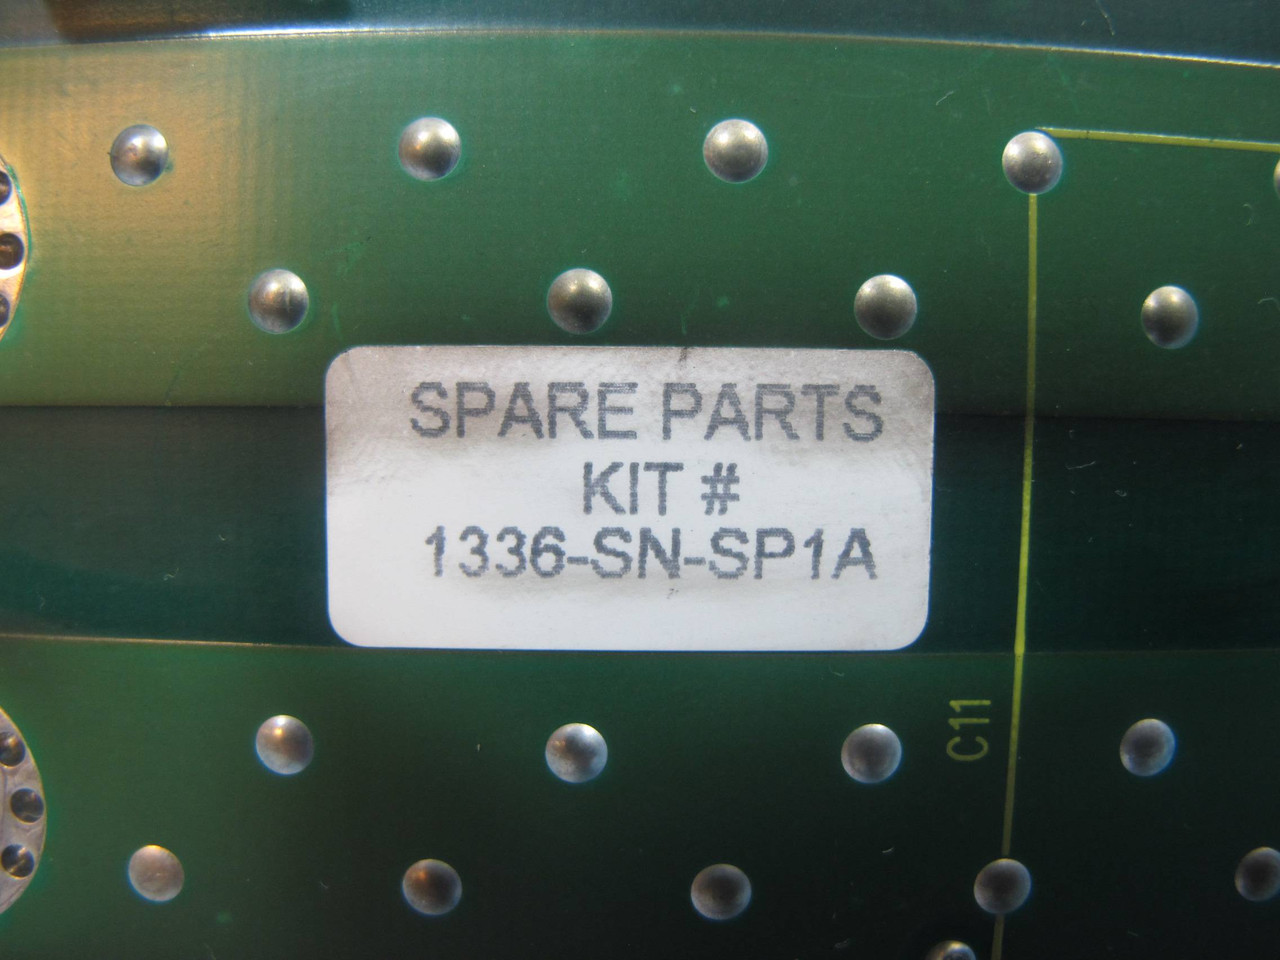 SPARE PARTS
KIT #
1336-SN-SP1A
C11